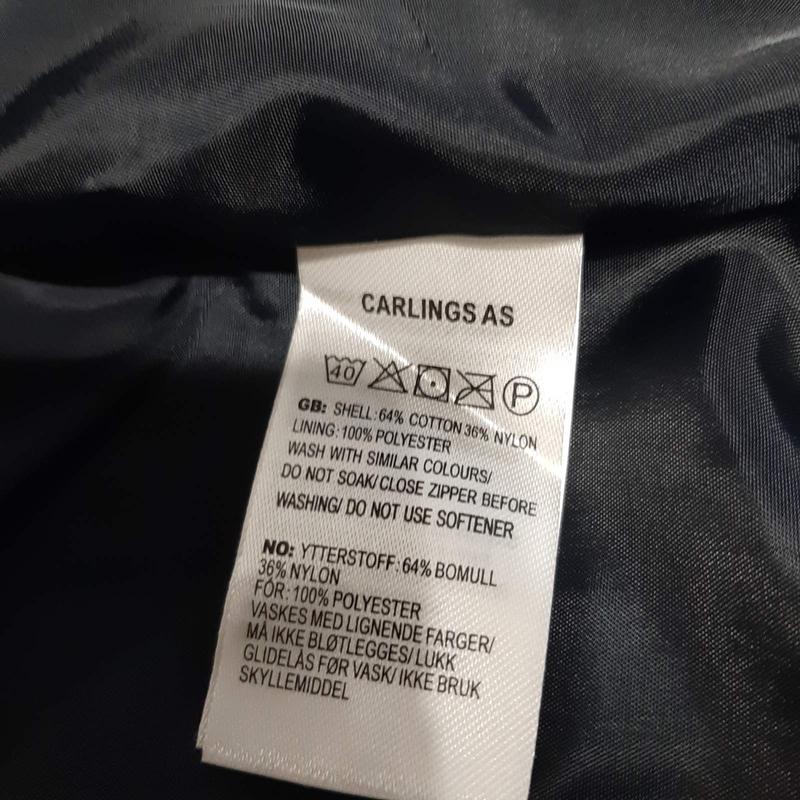 CARLINGS AS
40 P
GB: SHELL:64% COTTON 36% NYLON
LINING:100% POLYESTER
WASH WITH SIMILAR COLOURS/
DO NOT SOAK/ CLOSE ZIPPER BEFORE
WASHING/ DO NOT USE SOFTENER
NO: YTTERSTOFF:64% BOMULL
36% NYLON
FÓR:100% POLYESTER
VASKES MED LIGNENDE FARGER/
MÅ IKKE BLØTLEGGES/ LUKK
GLIDELÅS FØR VASK/ IKKE BRUK
SKYLLEMIDDEL